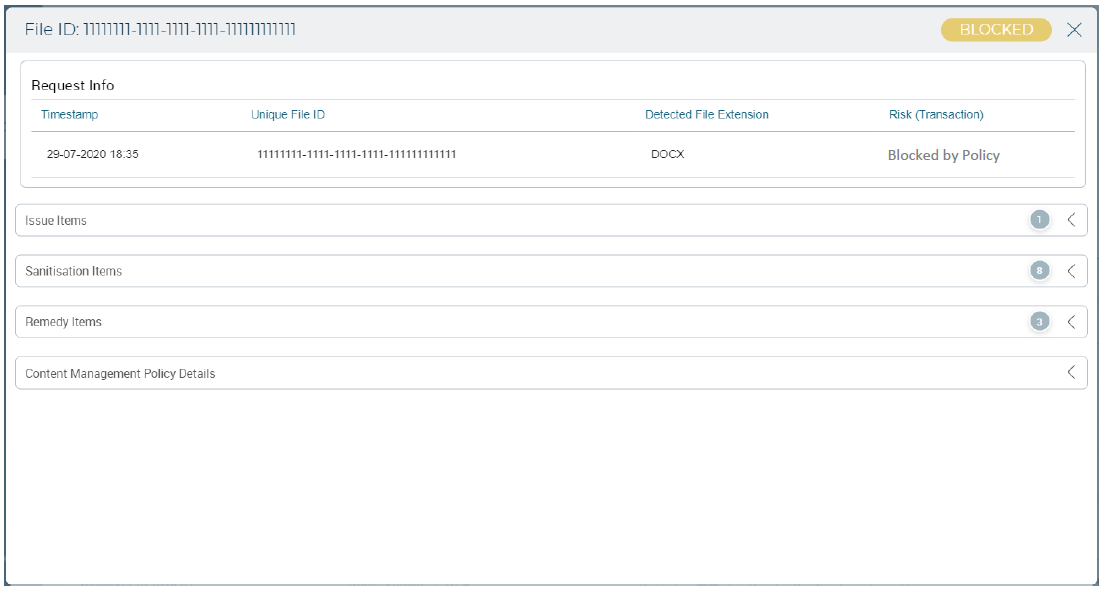 File ID: 11111111-1111-1111-1111-111111111111 BLOCKED
Request Info
Timestamp Unique File ID Detected File Extension Risk (Transaction)
29-07-2020 18:35 11111111-1111-1111-1111-111111111111 DOCX Blocked by Policy
Issue Items 1
Sanitisation Items 8
Remedy Items 3
Content Management Policy Details